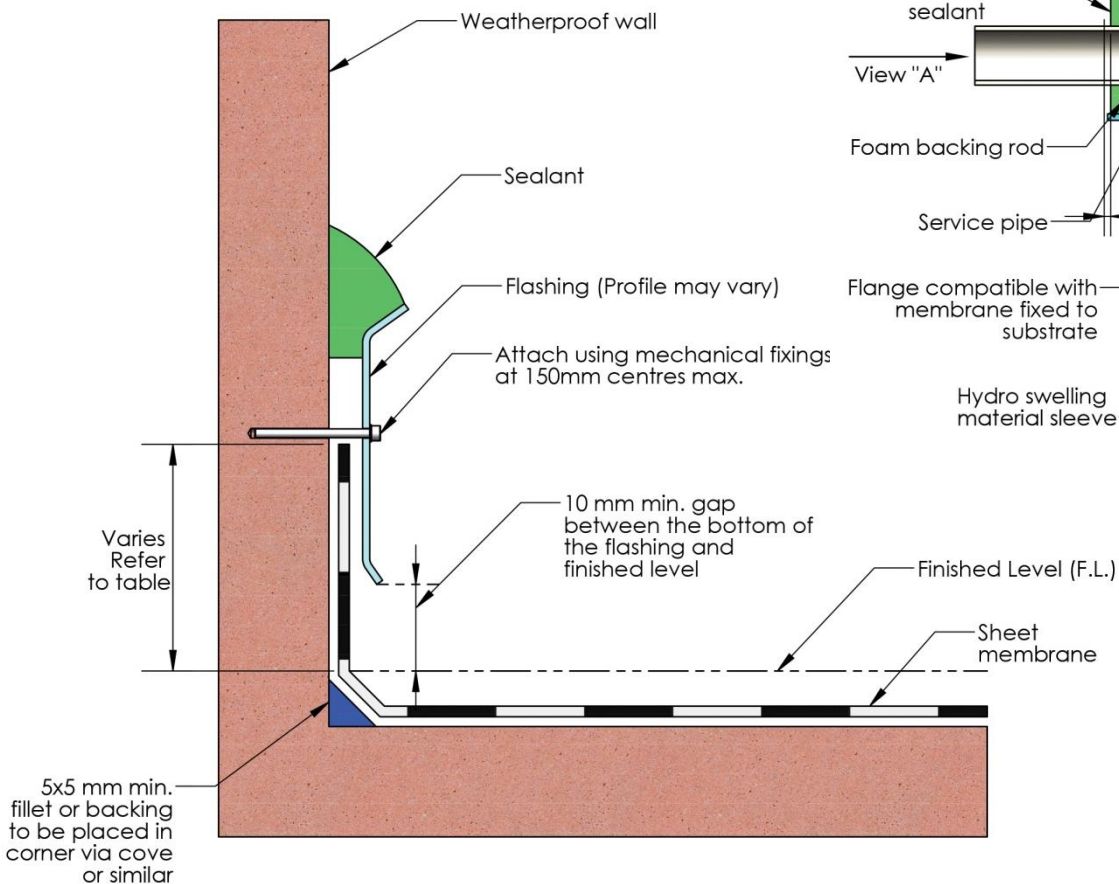 Weatherproof wall
Sealant
Flashing (Profile may vary)
Attach using mechanical fixings
at 150mm centres max.
10 mm min. gap
between the bottom of
the flashing and
finished level
Varies
Refer
to table
Finished Level (F.L.)
Sheet
membrane
5x5 mm min.
fillet or backing
to be placed in
corner via cove
or similar
sealant
View "A"
Foam backing rod
Service pipe
Flange compatible with
membrane fixed to
substrate
Hydro swelling
material sleeve